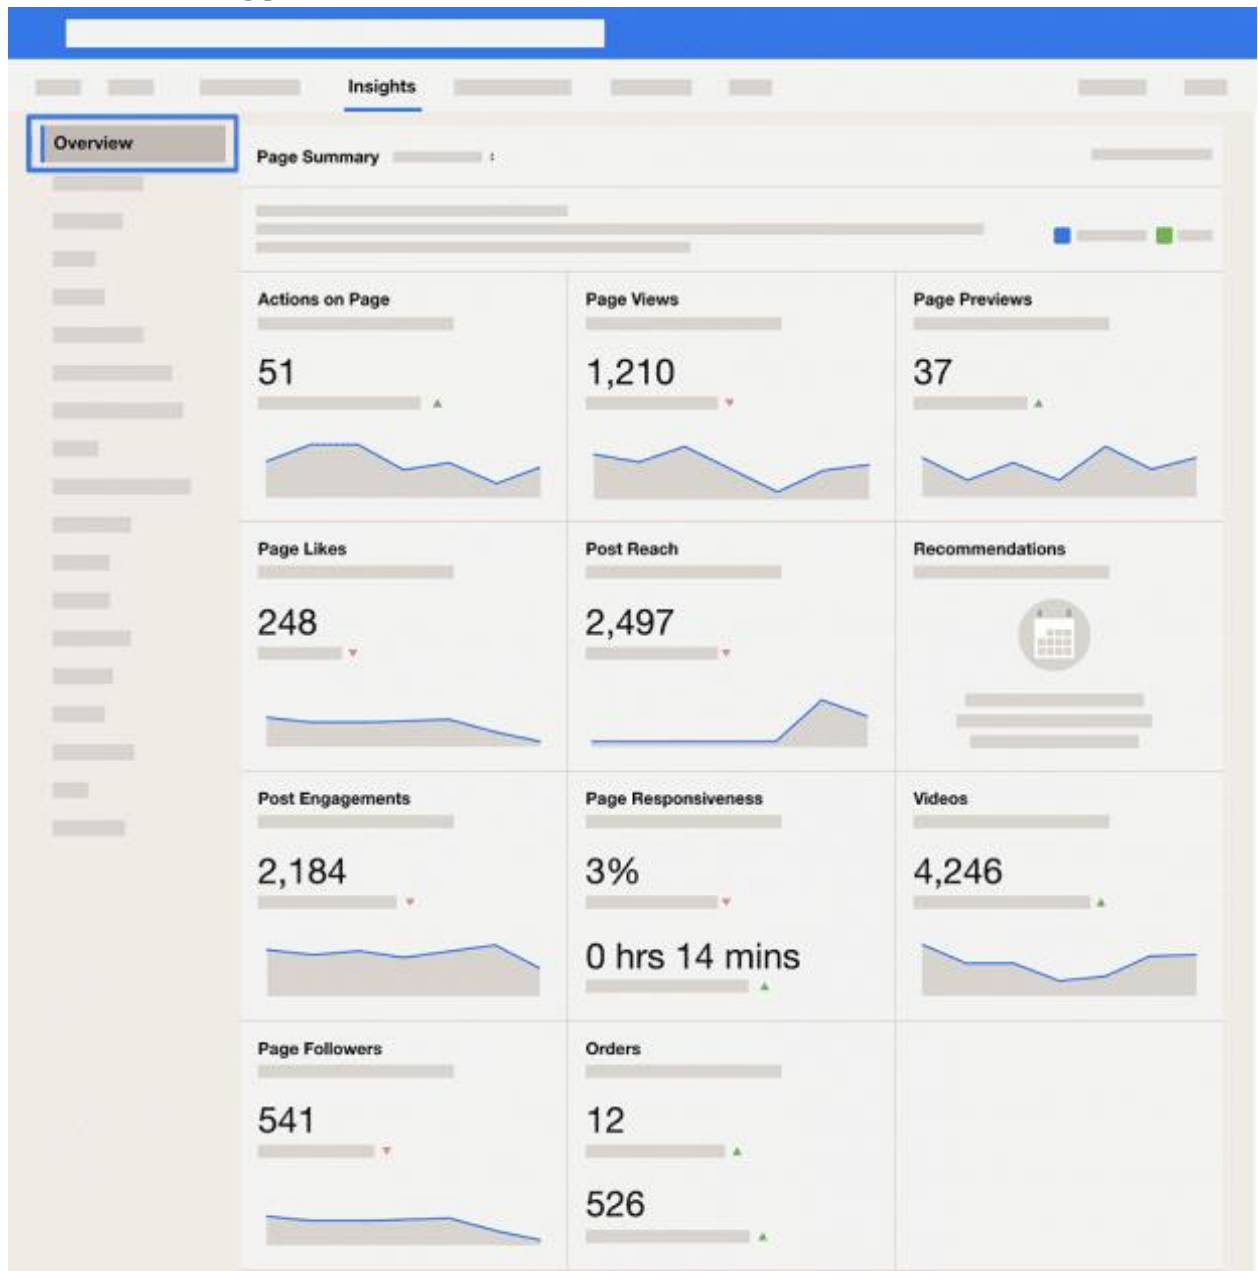 Insights
Overview
Page Summary
Actions on Page
Page Views
Page Previews
51
1,210
37
Page Likes
Post Reach
Recommendations
248
2,497
Post Engagements
Page Responsiveness
Videos
2,184
3%
4,246
0 hrs 14 mins
Page Followers
Orders
541
12
526